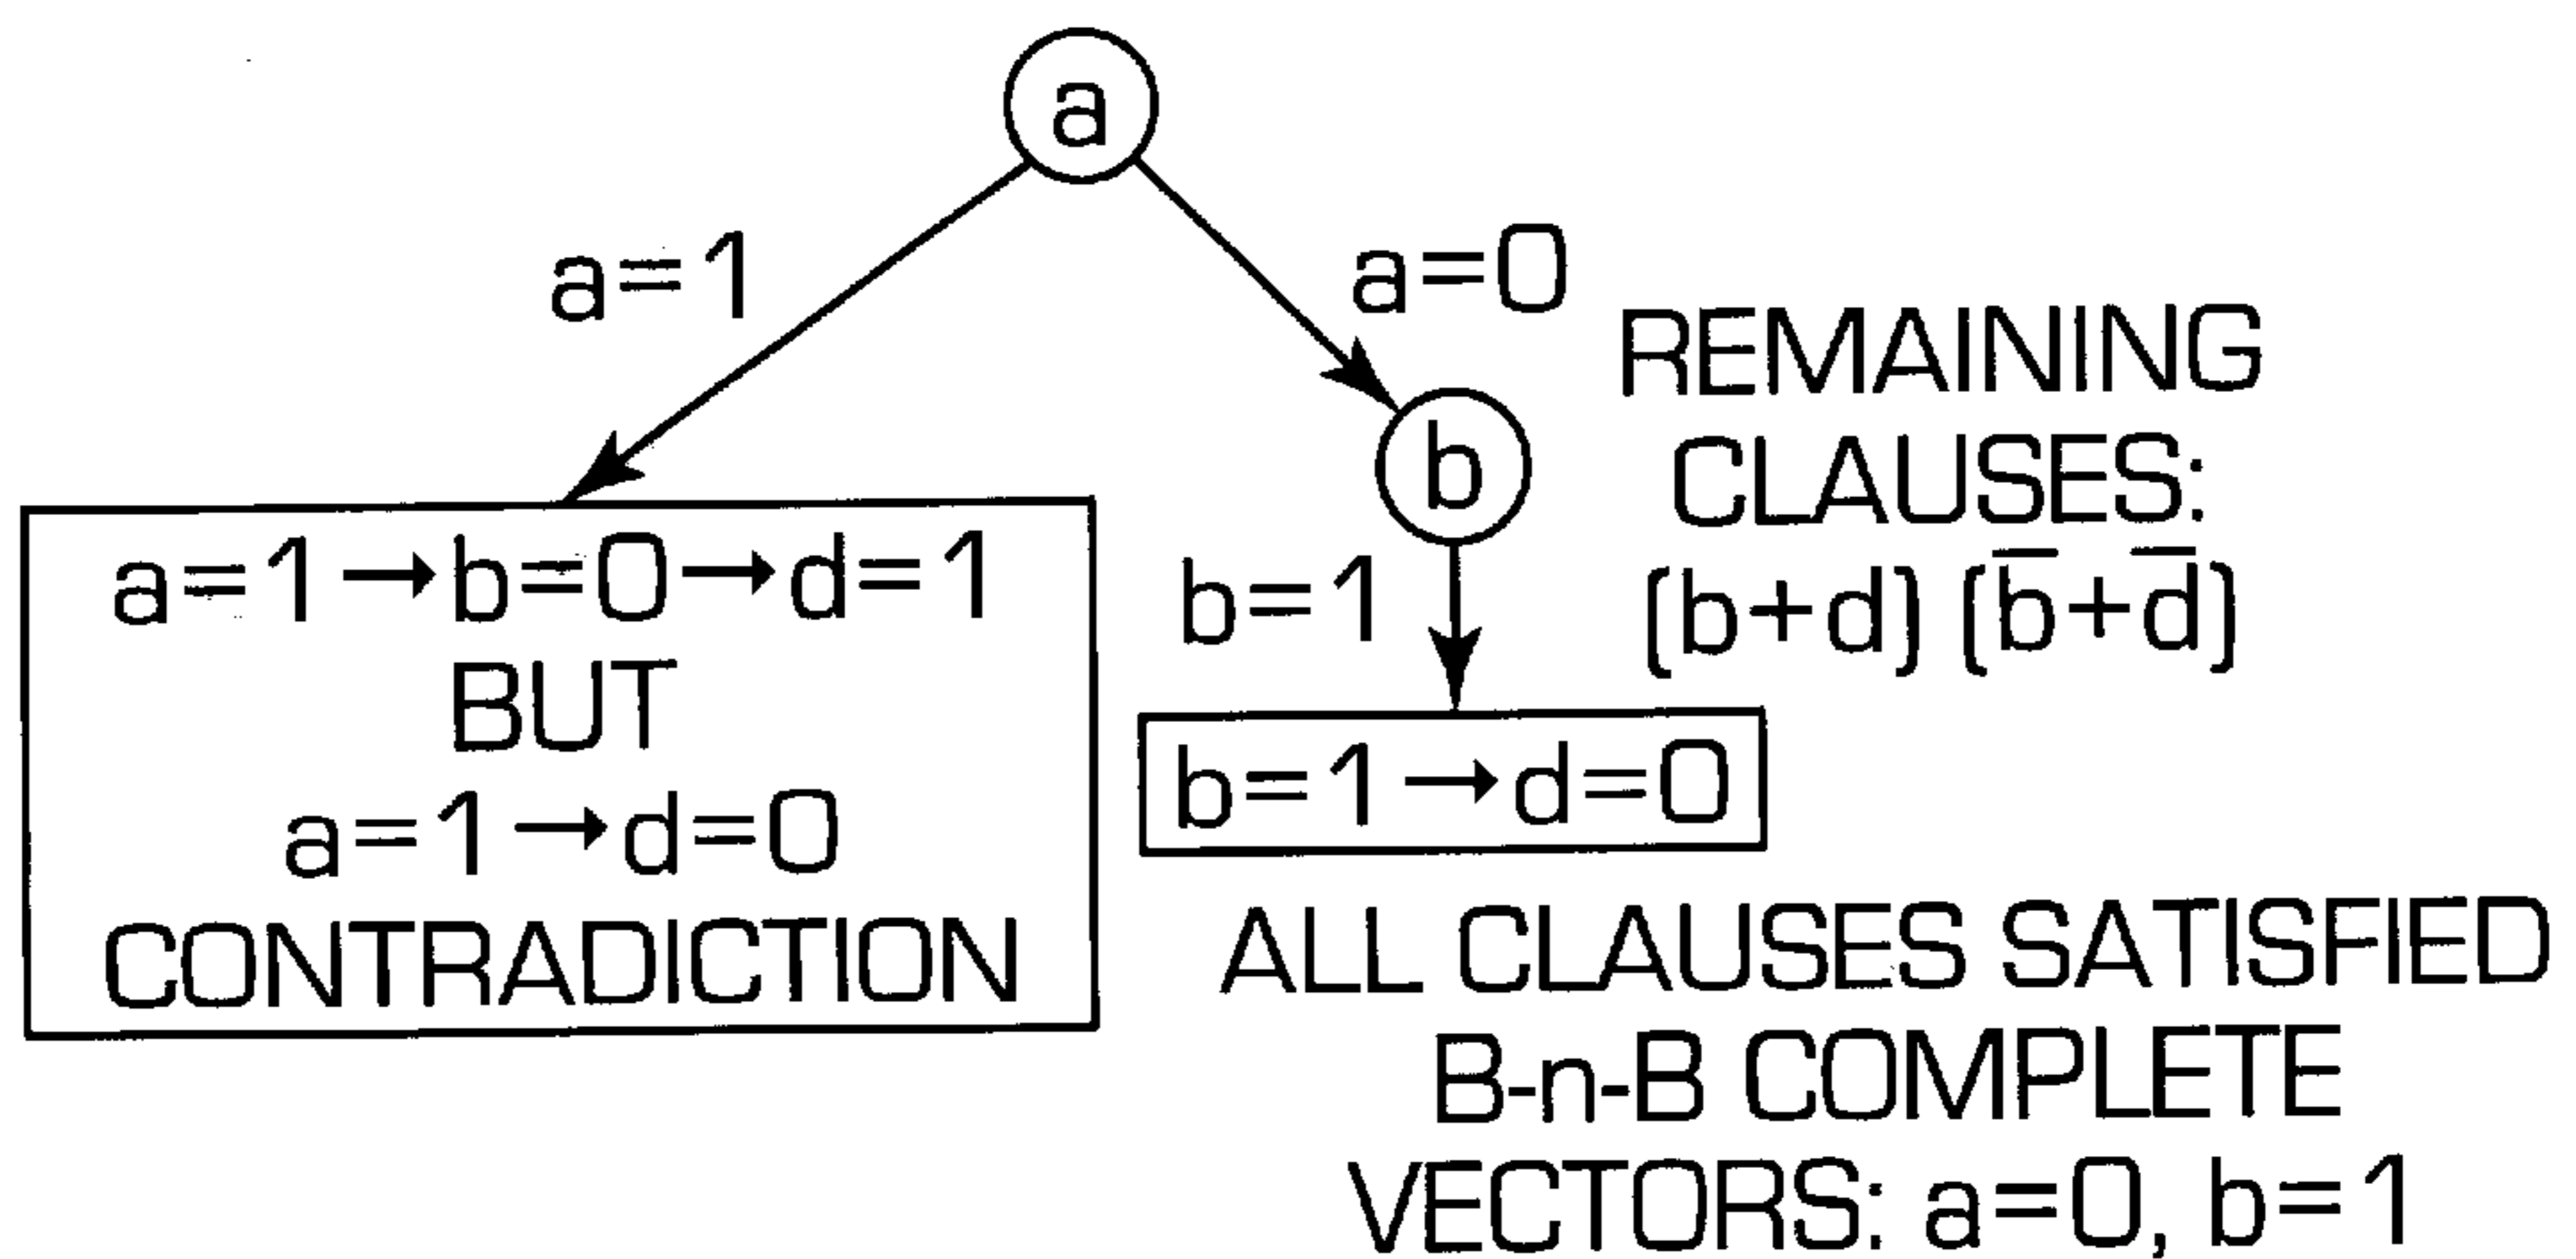 a
a=1
a=0
REMAINING
CLAUSES:
(b+d) (b̅+d̅)
b
b=1
a=1→b=0→d=1
BUT
a=1→d=0
CONTRADICTION
b=1→d=0
ALL CLAUSES SATISFIED
B-n-B COMPLETE
VECTORS: a=0, b=1